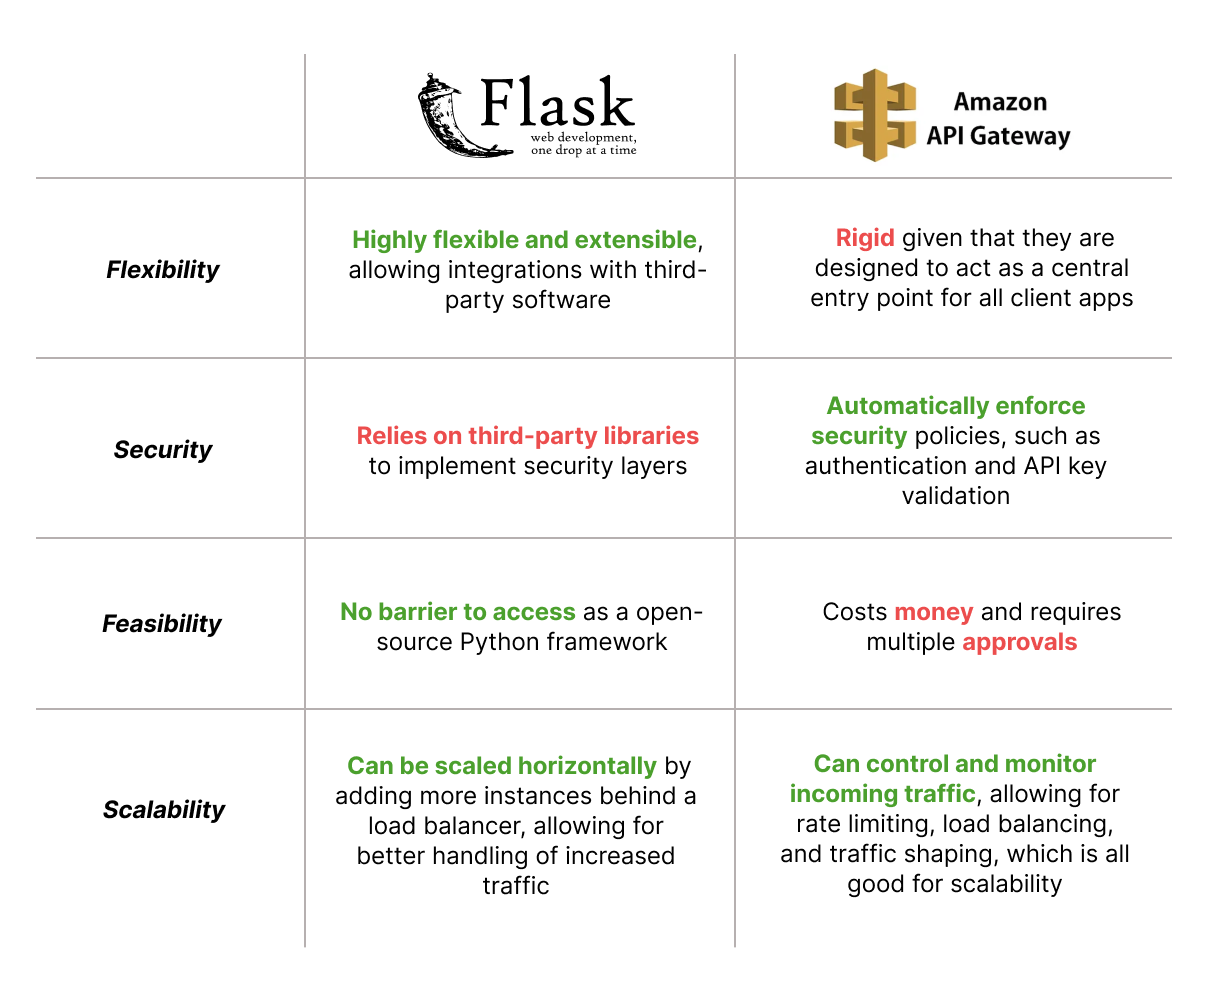 Flask
web development,
one drop at a time
Amazon
API Gateway
Flexibility
Highly flexible and extensible,
allowing integrations with third-
party software
Rigid given that they are
designed to act as a central
entry point for all client apps
Security
Relies on third-party libraries
to implement security layers
Automatically enforce
security policies, such as
authentication and API key
validation
Feasibility
No barrier to access as a open-
source Python framework
Costs money and requires
multiple approvals
Scalability
Can be scaled horizontally by
adding more instances behind a
load balancer, allowing for
better handling of increased
traffic
Can control and monitor
incoming traffic, allowing for
rate limiting, load balancing,
and traffic shaping, which is all
good for scalability